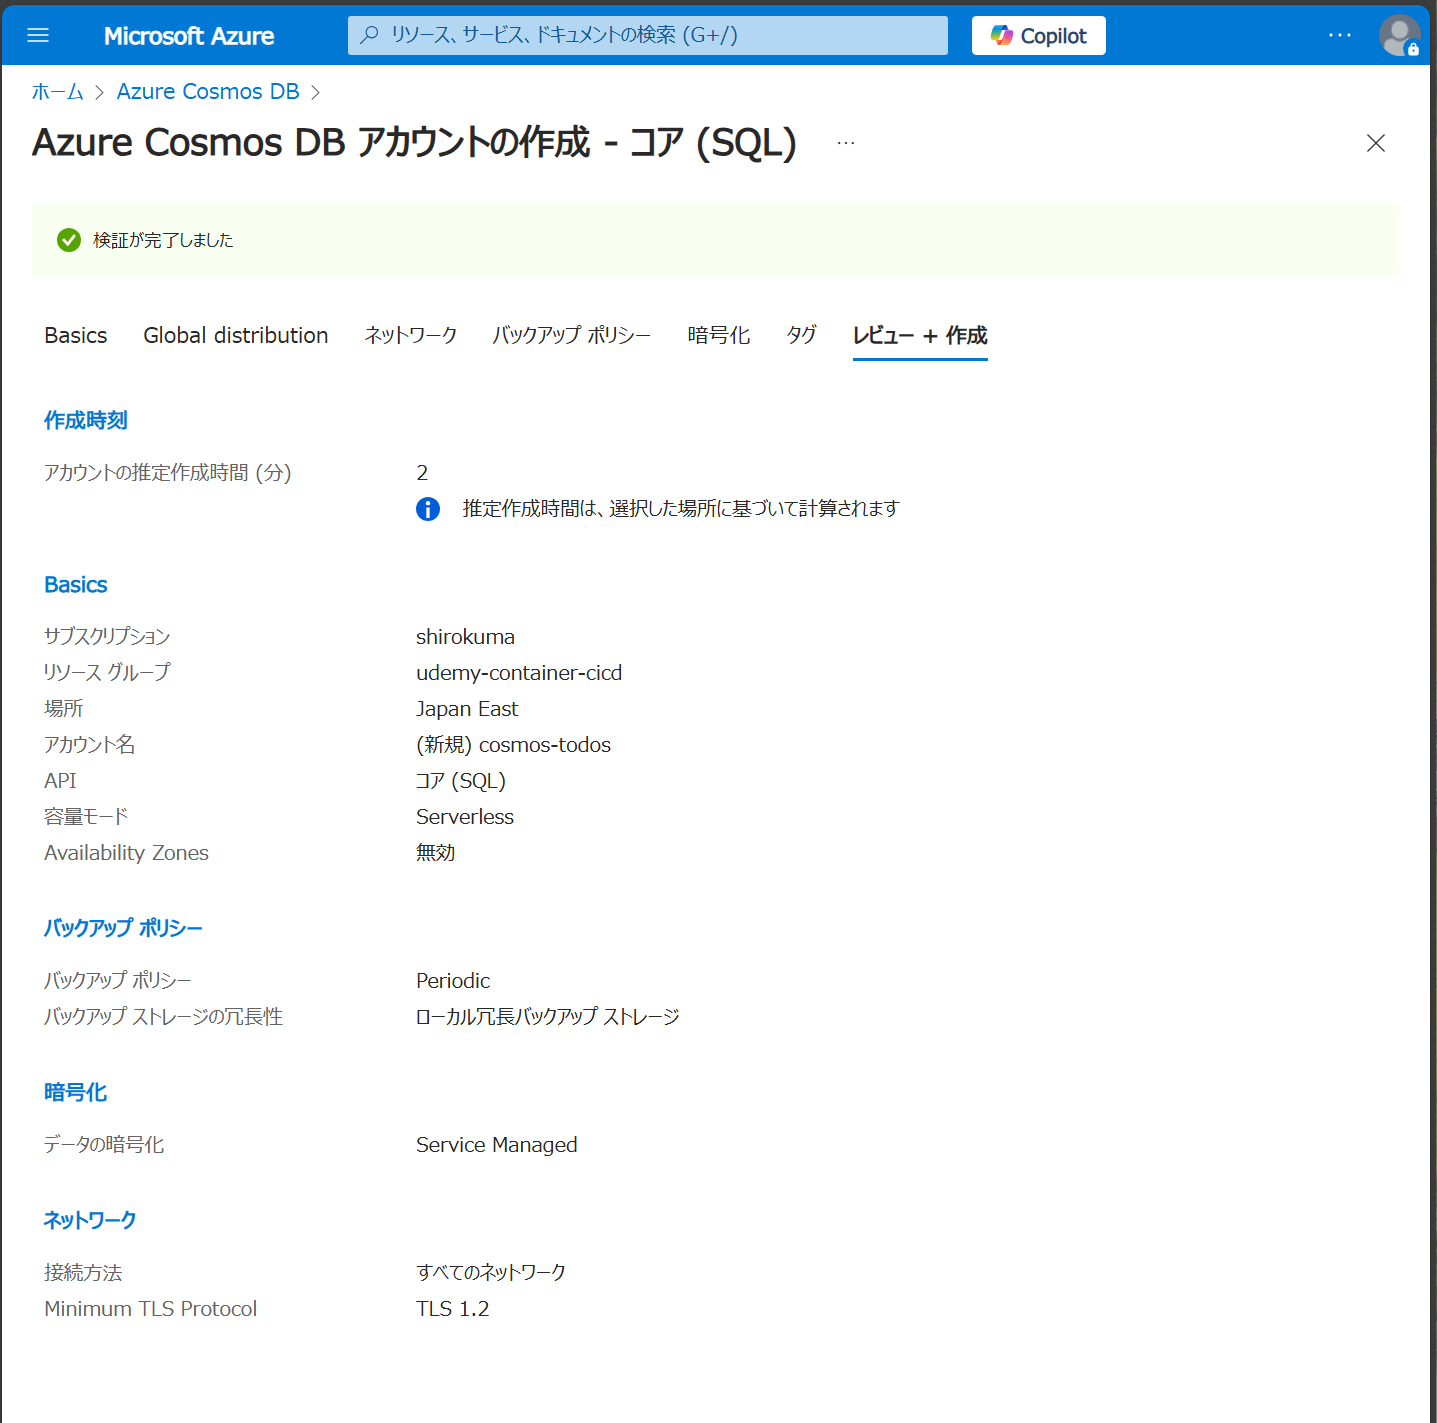 Microsoft Azure
リソース、サービス、ドキュメントの検索 (G+/)
Copilot
ホーム > Azure Cosmos DB >
Azure Cosmos DB アカウントの作成 - コア (SQL) …
検証が完了しました
Basics Global distribution ネットワーク バックアップ ポリシー 暗号化 タグ レビュー + 作成
作成時刻
アカウントの推定作成時間 (分) 2
推定作成時間は、選択した場所に基づいて計算されます
Basics
サブスクリプション shirokuma
リソース グループ udemy-container-cicd
場所 Japan East
アカウント名 (新規) cosmos-todos
API コア (SQL)
容量モード Serverless
Availability Zones 無効
バックアップ ポリシー
バックアップ ポリシー Periodic
バックアップ ストレージの冗長性 ローカル冗長バックアップ ストレージ
暗号化
データの暗号化 Service Managed
ネットワーク
接続方法 すべてのネットワーク
Minimum TLS Protocol TLS 1.2